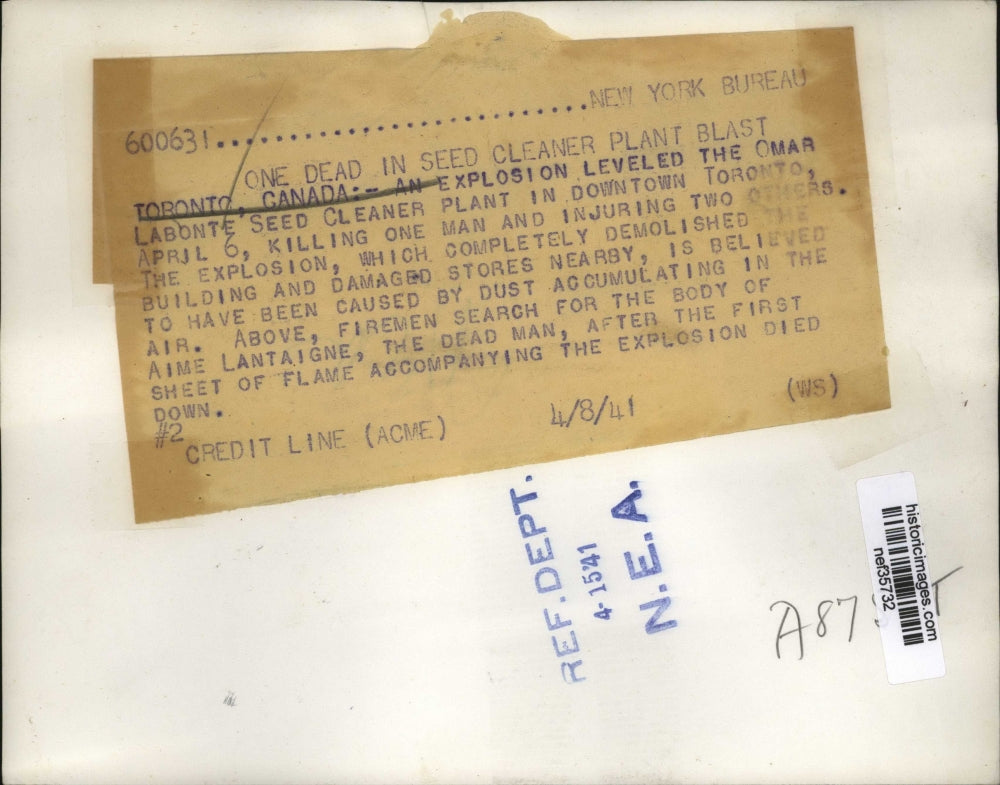 600631....................................NEW YORK BUREAU
ONE DEAD IN SEED CLEANER PLANT BLAST
TORONTO, CANADA:- AN EXPLOSION LEVELED THE OMAR
LABONTE SEED CLEANER PLANT IN DOWNTOWN TORONTO,
APRIL 6, KILLING ONE MAN AND INJURING TWO OTHERS.
THE EXPLOSION, WHICH COMPLETELY DEMOLISHED THE
BUILDING AND DAMAGED STORES NEARBY, IS BELIEVED
TO HAVE BEEN CAUSED BY DUST ACCUMULATING IN THE
AIR. ABOVE, FIREMEN SEARCH FOR THE BODY OF
AIME LANTAIGNE, THE DEAD MAN, AFTER THE FIRST
SHEET OF FLAME ACCOMPANYING THE EXPLOSION DIED
DOWN.
#2
CREDIT LINE (ACME) 4/8/41 (WS)
REF. DEPT.
4-1541
N.E.A.
historicimages.com
nef35732
A87